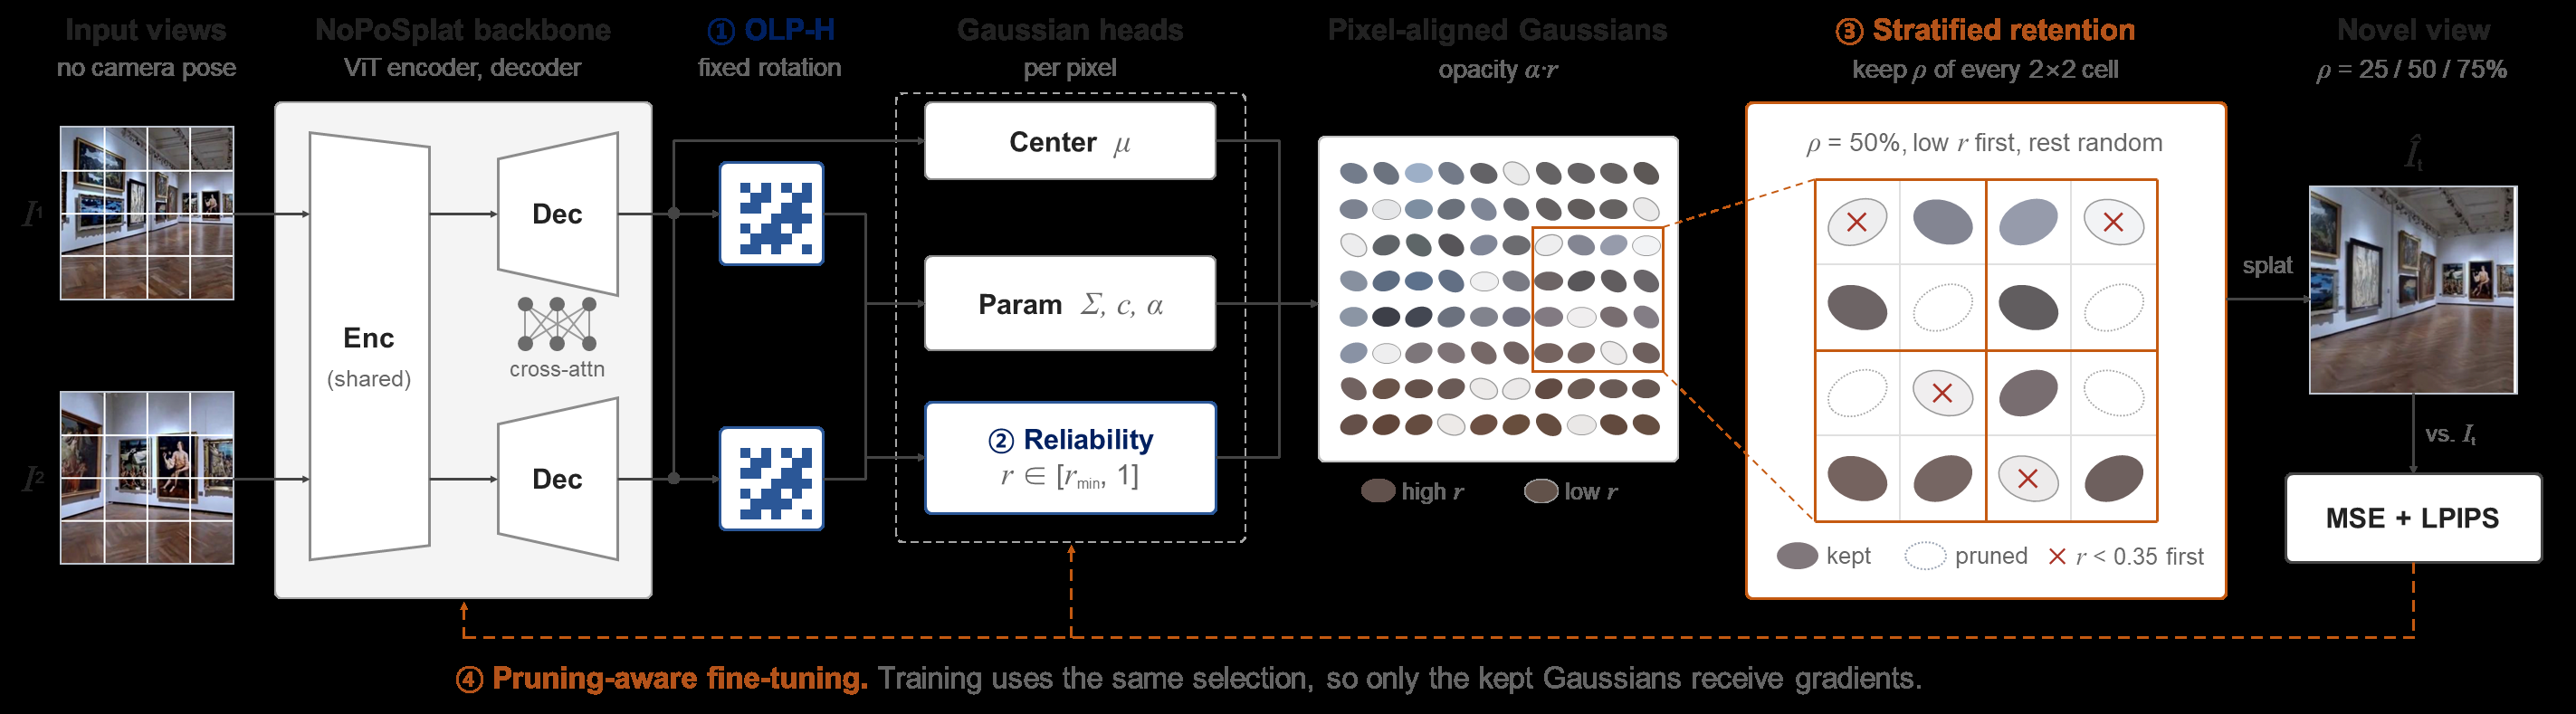 Input views
no camera pose
NoPoSplat backbone
ViT encoder, decoder
① OLP-H
fixed rotation
Gaussian heads
per pixel
Pixel-aligned Gaussians
opacity α·r
③ Stratified retention
keep ρ of every 2×2 cell
Novel view
ρ = 25 / 50 / 75%
I¹
I²
Enc
(shared)
Dec
cross-attn
Dec
Center μ
Param Σ, c, α
② Reliability
r ∈ [r_min, 1]
high r
low r
ρ = 50%, low r first, rest random
kept
pruned
r < 0.35 first
splat
Î_t
vs. I_t
MSE + LPIPS
④ Pruning-aware fine-tuning. Training uses the same selection, so only the kept Gaussians receive gradients.